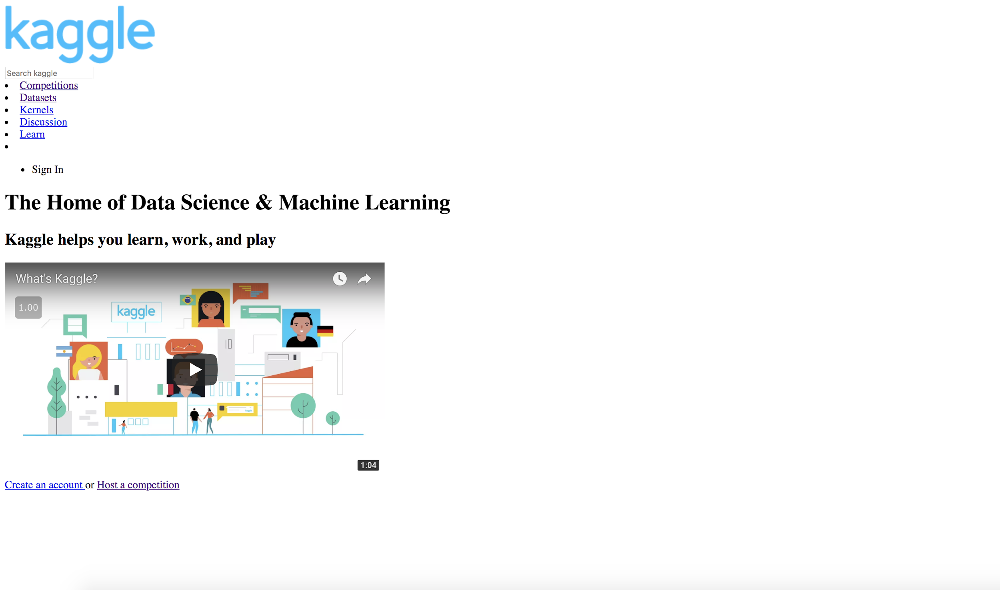 kaggle
Search kaggle
Competitions
Datasets
Kernels
Discussion
Learn
Sign In
The Home of Data Science & Machine Learning
Kaggle helps you learn, work, and play
What's Kaggle?
1.00
kaggle
kaggle
1:04
Create an account or Host a competition